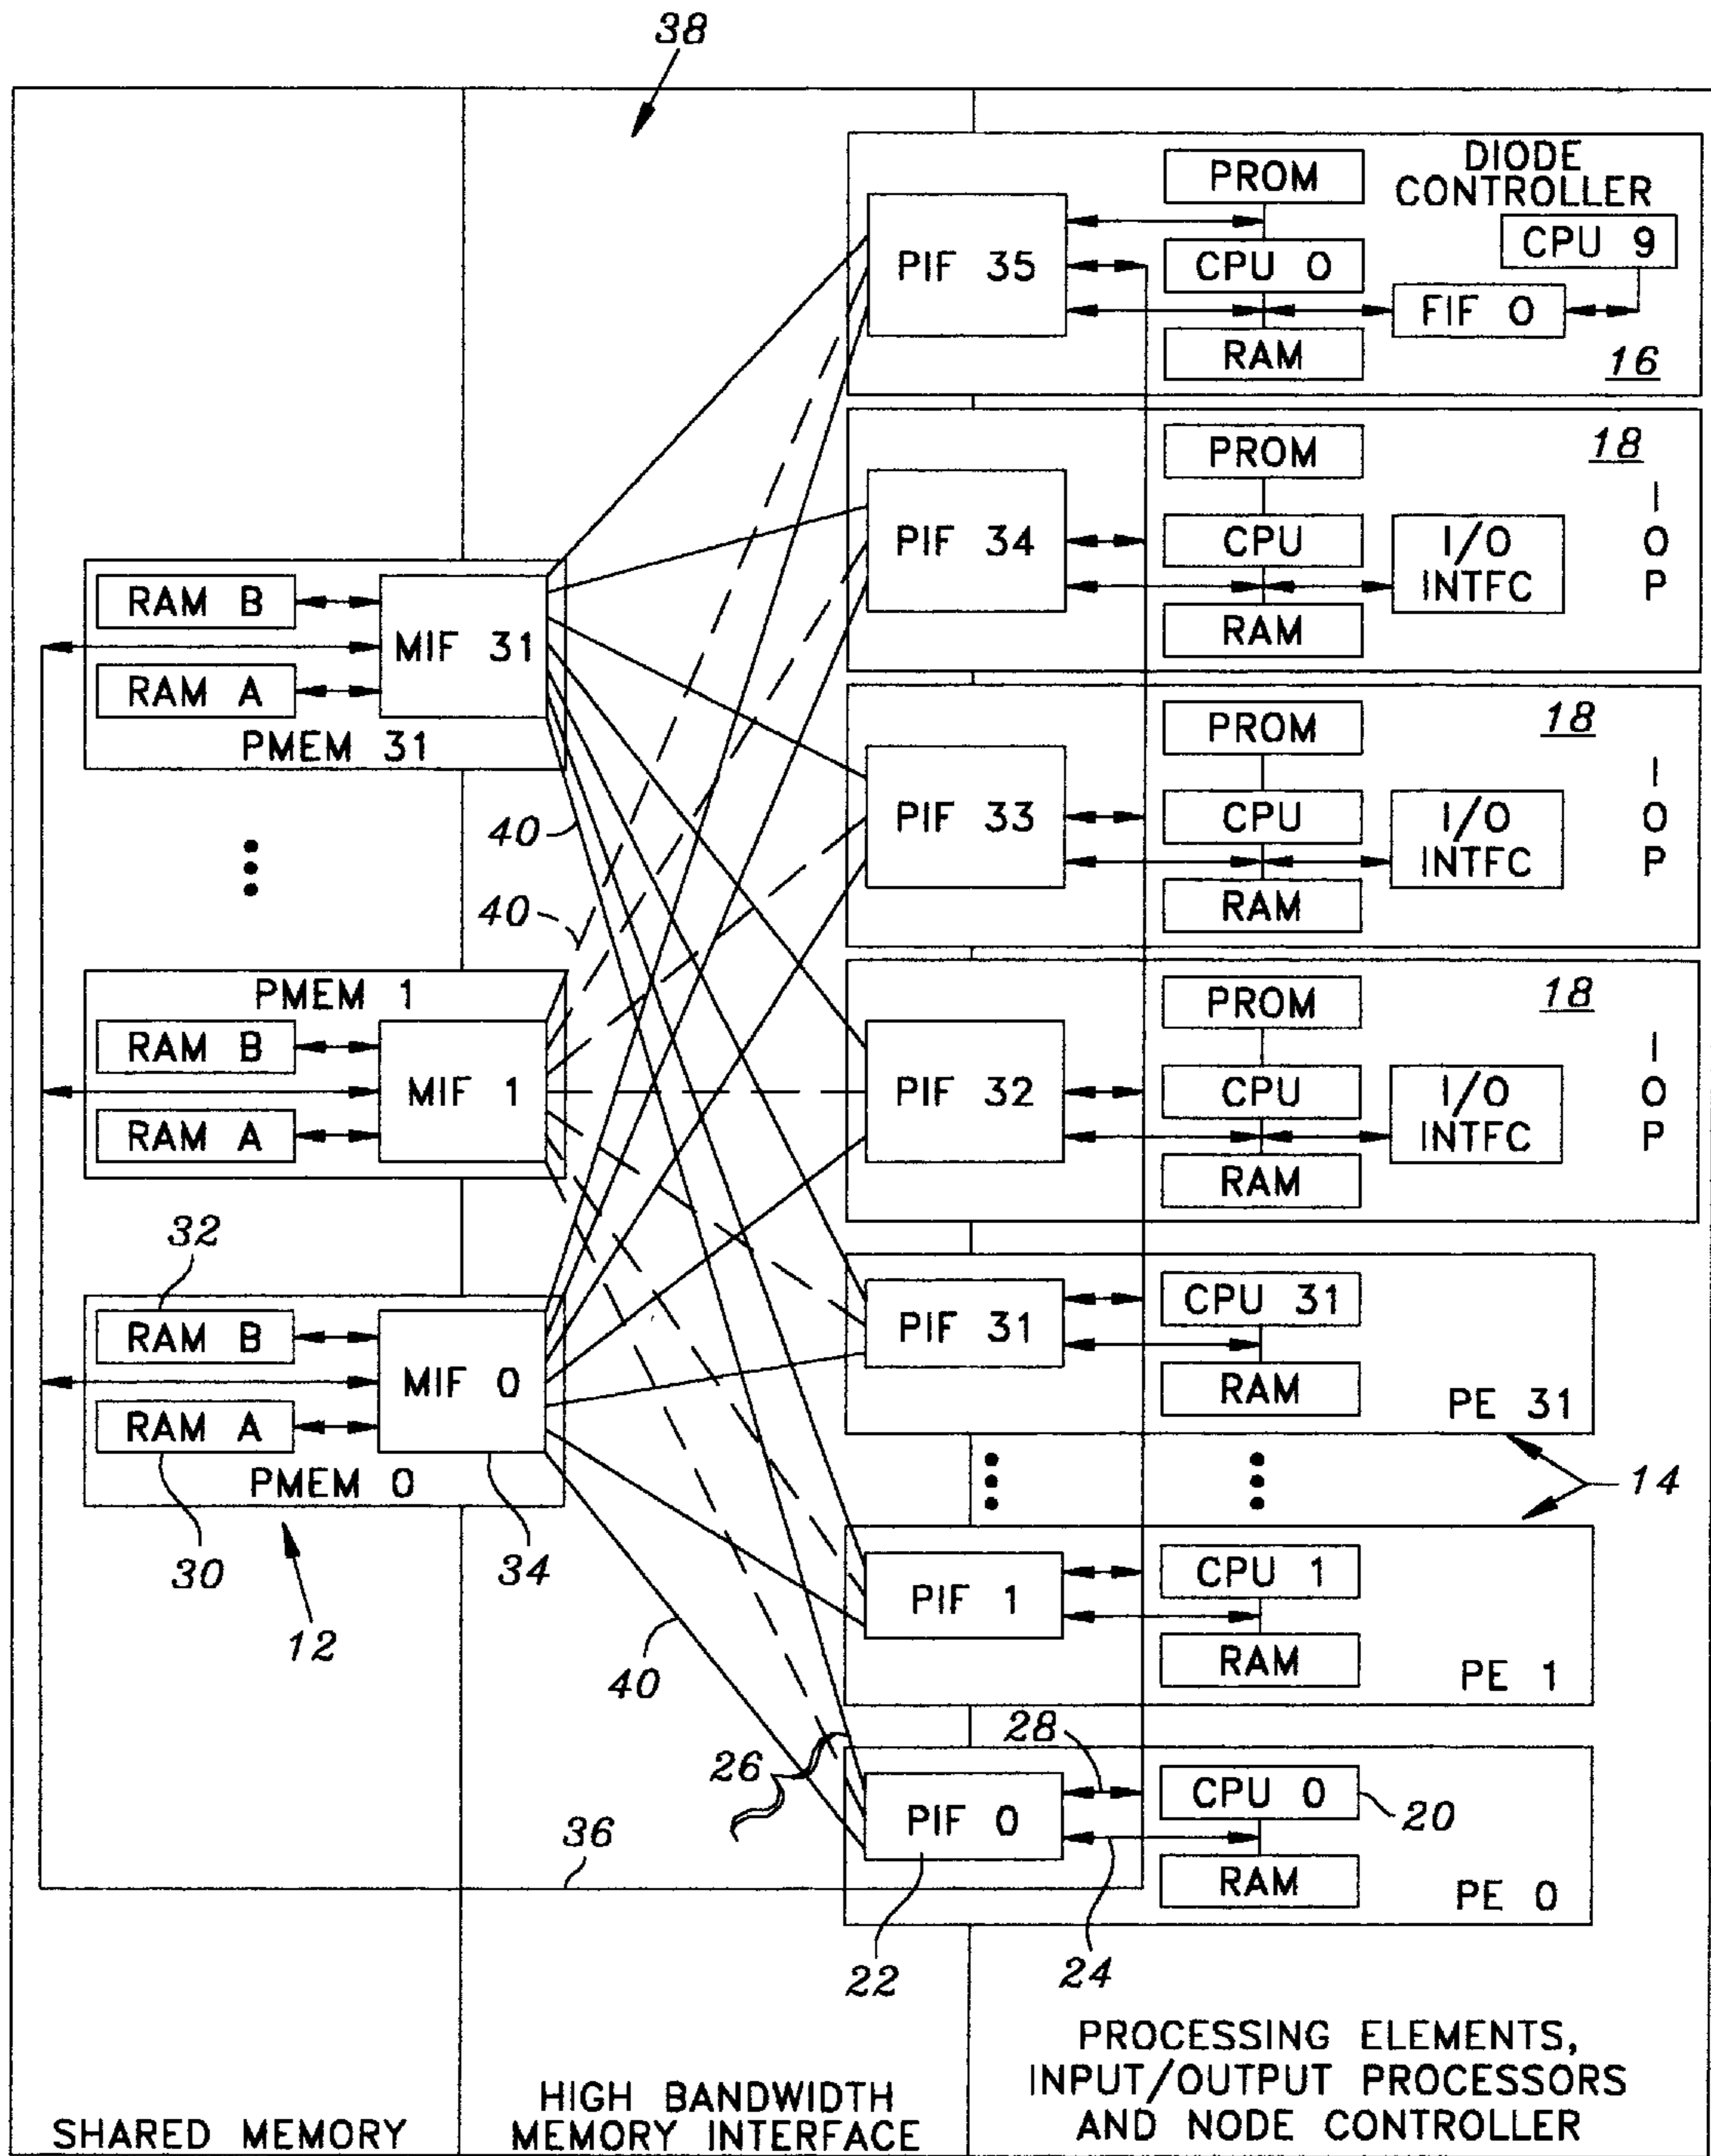 38
PROM
DIODE
CONTROLLER
PIF 35
CPU 0
CPU 9
FIF 0
RAM
16
PROM
18
PIF 34
CPU
I/O
INTFC
I
O
P
RAM
RAM B
MIF 31
RAM A
PMEM 31
PROM
18
PIF 33
CPU
I/O
INTFC
I
O
P
RAM
40
40
PMEM 1
RAM B
MIF 1
RAM A
PROM
18
PIF 32
CPU
I/O
INTFC
I
O
P
RAM
32
RAM B
MIF 0
RAM A
PMEM 0
30
34
12
PIF 31
CPU 31
RAM
PE 31
14
PIF 1
CPU 1
RAM
PE 1
40
26
28
PIF 0
CPU 0
20
RAM
PE 0
36
22
24
SHARED MEMORY
HIGH BANDWIDTH
MEMORY INTERFACE
PROCESSING ELEMENTS,
INPUT/OUTPUT PROCESSORS
AND NODE CONTROLLER